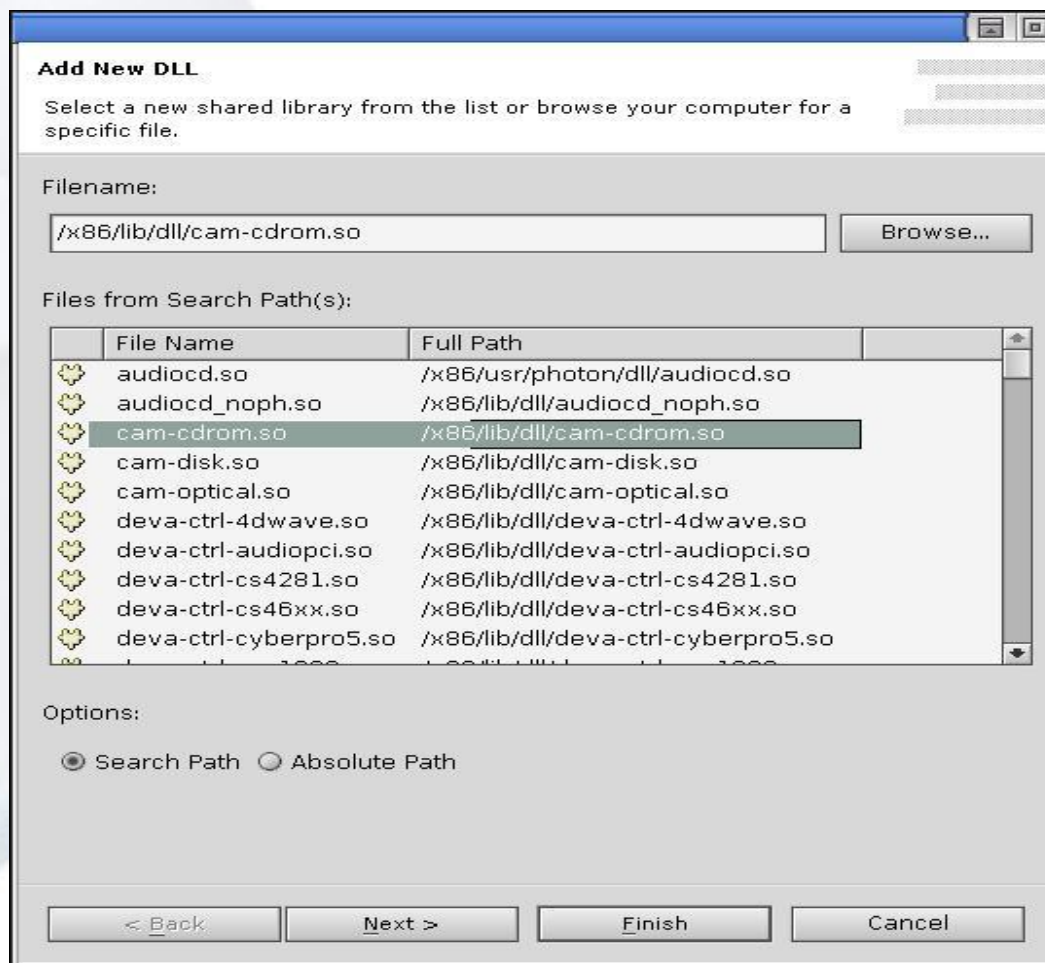 Add New DLL
Select a new shared library from the list or browse your computer for a
specific file.
Filename:
/x86/lib/dll/cam-cdrom.so Browse...
Files from Search Path(s):
File Name Full Path
audiocd.so /x86/usr/photon/dll/audiocd.so
audiocd_noph.so /x86/lib/dll/audiocd_noph.so
cam-cdrom.so /x86/lib/dll/cam-cdrom.so
cam-disk.so /x86/lib/dll/cam-disk.so
cam-optical.so /x86/lib/dll/cam-optical.so
deva-ctrl-4dwave.so /x86/lib/dll/deva-ctrl-4dwave.so
deva-ctrl-audiopci.so /x86/lib/dll/deva-ctrl-audiopci.so
deva-ctrl-cs4281.so /x86/lib/dll/deva-ctrl-cs4281.so
deva-ctrl-cs46xx.so /x86/lib/dll/deva-ctrl-cs46xx.so
deva-ctrl-cyberpro5.so /x86/lib/dll/deva-ctrl-cyberpro5.so
Options:
Search Path Absolute Path
< Back Next > Finish Cancel